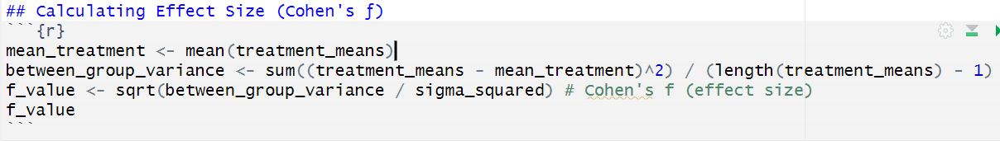 ## Calculating Effect Size (Cohen's ƒ)
```{r}
mean_treatment <- mean(treatment_means)
between_group_variance <- sum((treatment_means - mean_treatment)^2) / (length(treatment_means) - 1)
f_value <- sqrt(between_group_variance / sigma_squared) # Cohen's f (effect size)
f_value
```